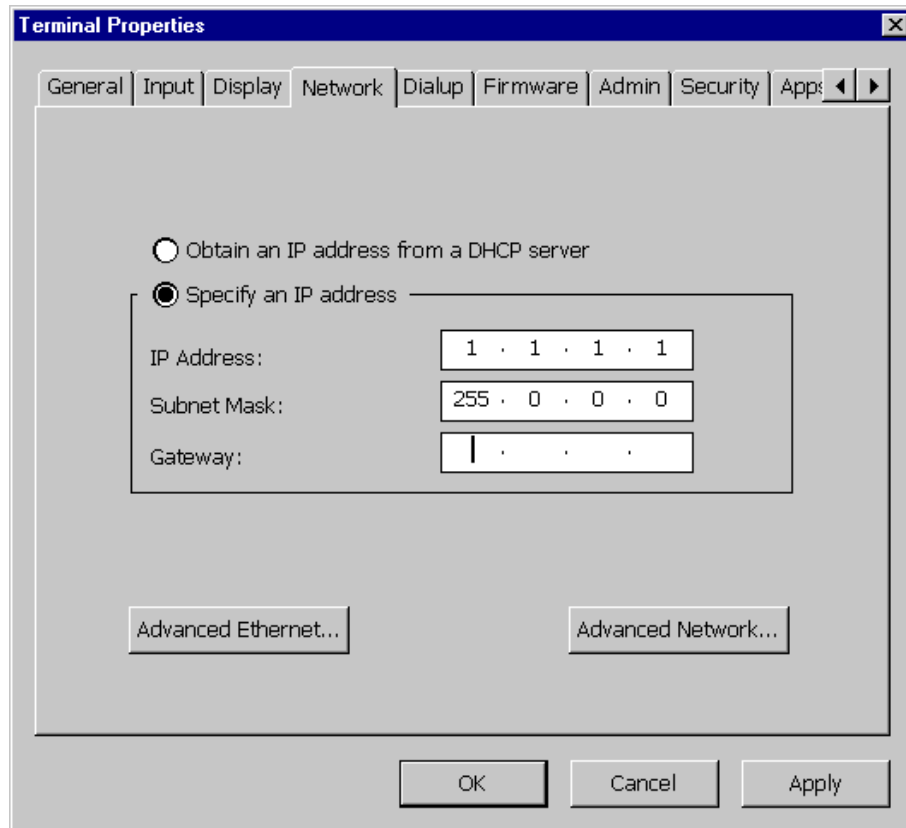 Terminal Properties
General Input Display Network Dialup Firmware Admin Security
Obtain an IP address from a DHCP server
Specify an IP address
IP Address: 1 . 1 . 1 . 1
Subnet Mask: 255 . 0 . 0 . 0
Gateway: . . .
Advanced Ethernet... Advanced Network...
OK Cancel Apply